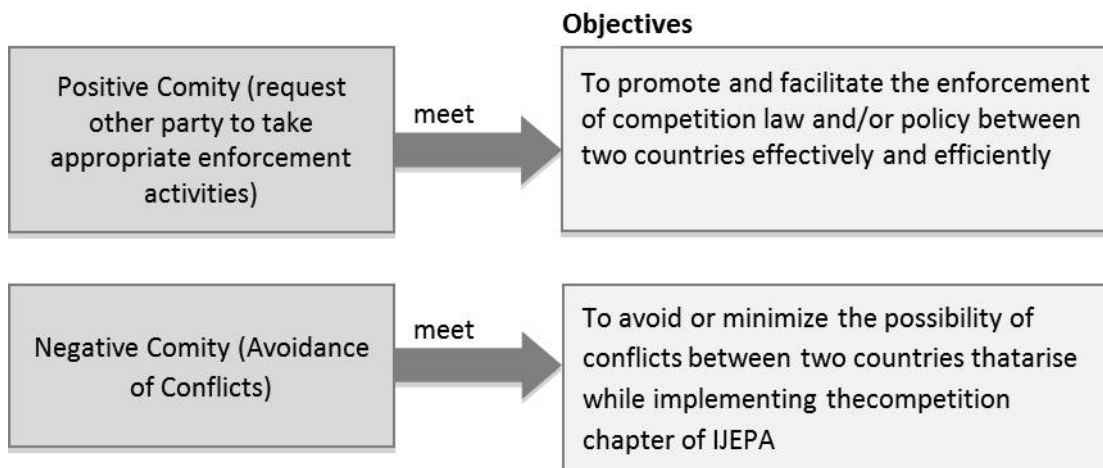 Objectives
Positive Comity (request
other party to take
appropriate enforcement
activities)
meet
To promote and facilitate the enforcement
of competition law and/or policy between
two countries effectively and efficiently
Negative Comity (Avoidance
of Conflicts)
meet
To avoid or minimize the possibility of
conflicts between two countries thatarise
while implementing thecompetition
chapter of IJEPA